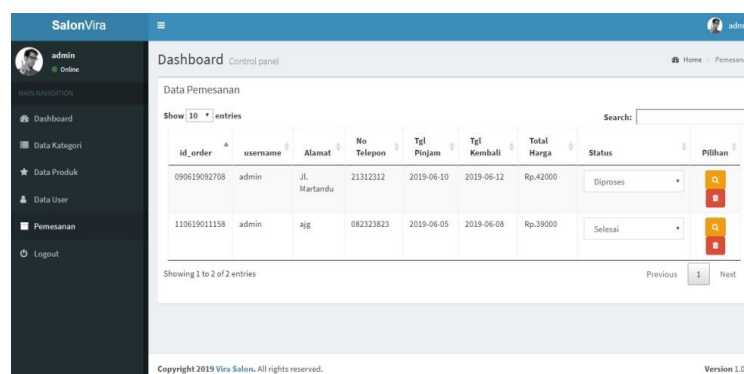 SalonVira
adm
admin
Online
Dashboard Control panel
Home > Pemesan
MAIN NAVIGATION
Dashboard
Data Kategori
Data Produk
Data User
Pemesanan
Logout
Data Pemesanan
Show 10 entries
Search:
id_order username Alamat No Telepon Tgl Pinjam Tgl Kembali Total Harga Status Pilihan
090619092708 admin Jl. Martandu 21312312 2019-06-10 2019-06-12 Rp.42000 Diproses
110619011158 admin ajg 082323823 2019-06-05 2019-06-08 Rp.39000 Selesai
Showing 1 to 2 of 2 entries
Previous 1 Next
Copyright 2019 Vira Salon. All rights reserved.
Version 1.0